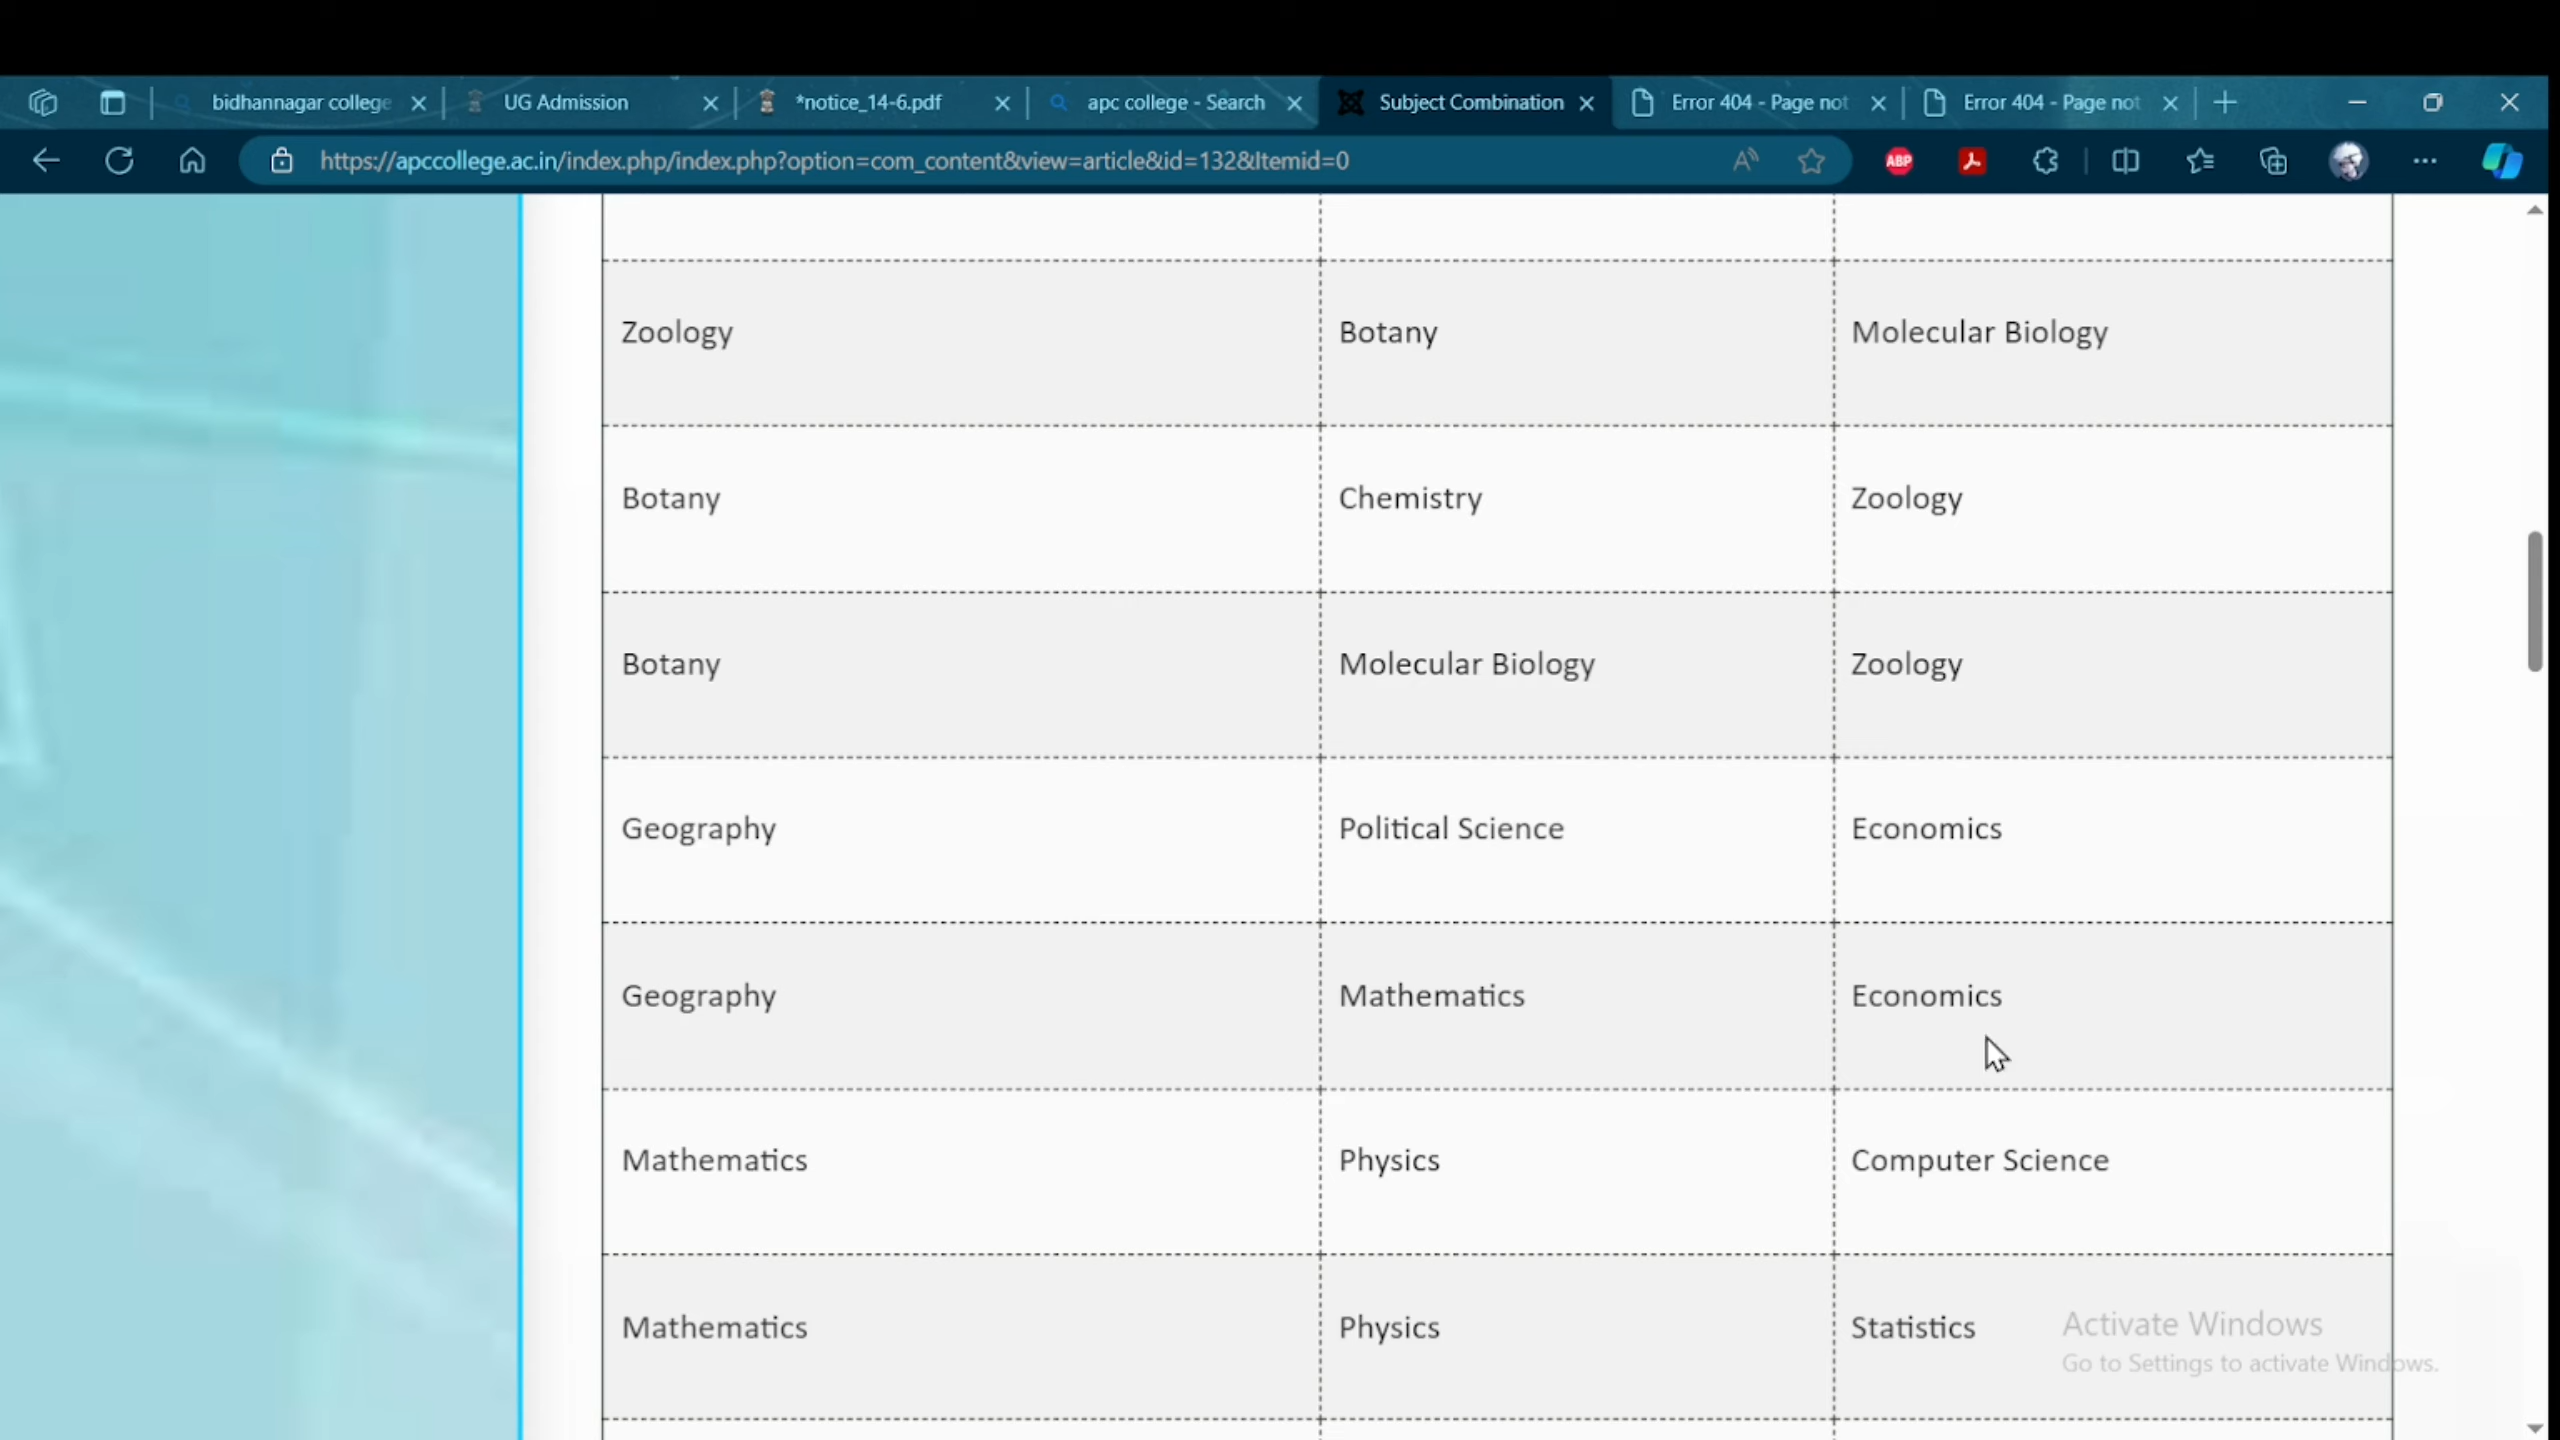 bidhannagar college
UG Admission
*notice_14-6.pdf
apc college - Search
Subject Combination
Error 404 - Page not
Error 404 - Page not
https://apccollege.ac.in/index.php/index.php?option=com_content&view=article&id=132&Itemid=0
ABP
Zoology Botany Molecular Biology
Botany Chemistry Zoology
Botany Molecular Biology Zoology
Geography Political Science Economics
Geography Mathematics Economics
Mathematics Physics Computer Science
Mathematics Physics Statistics
Activate Windows
Go to Settings to activate Windows.